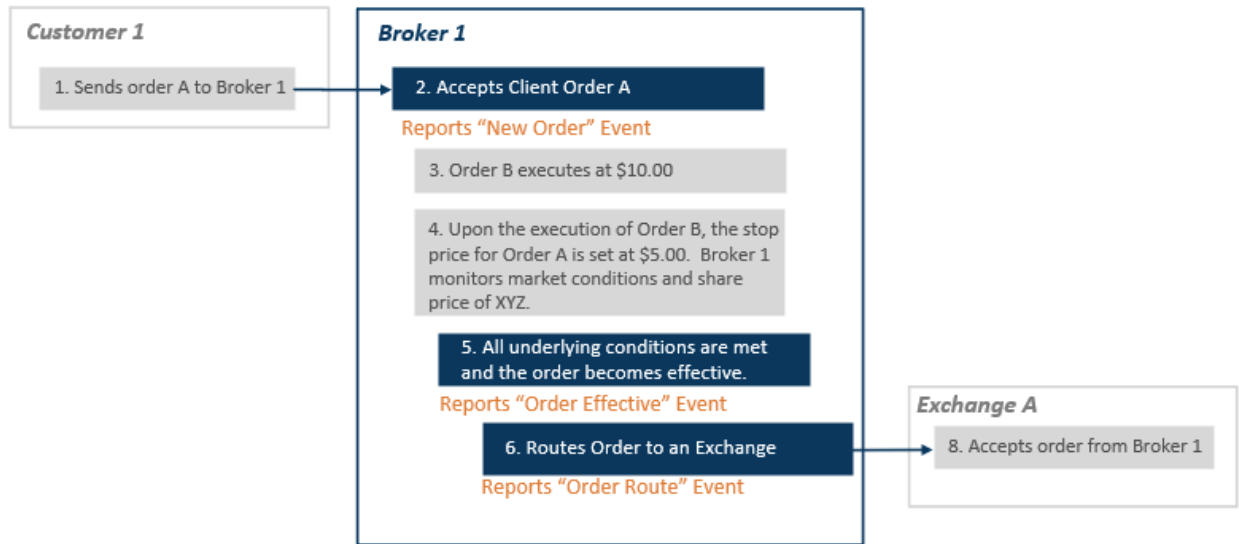 Customer 1
1. Sends order A to Broker 1
Broker 1
2. Accepts Client Order A
Reports “New Order” Event
3. Order B executes at $10.00
4. Upon the execution of Order B, the stop
price for Order A is set at $5.00.  Broker 1
monitors market conditions and share
price of XYZ.
5. All underlying conditions are met
and the order becomes effective.
Reports “Order Effective” Event
6. Routes Order to an Exchange
Reports “Order Route” Event
Exchange A
8. Accepts order from Broker 1